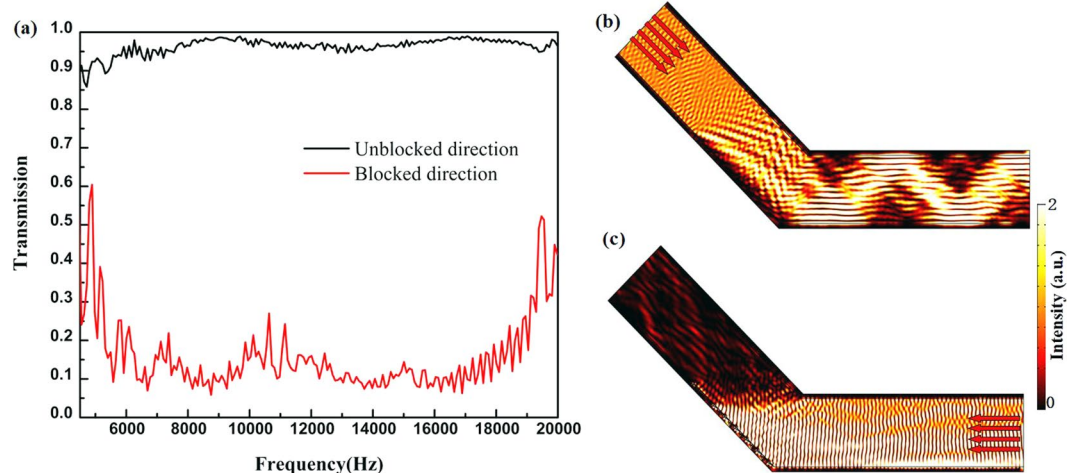 (a)
1.0
0.9
0.8
0.7
0.6
0.5
0.4
0.3
0.2
0.1
0.0
Transmission
Unblocked direction
Blocked direction
6000 8000 10000 12000 14000 16000 18000 20000
Frequency(Hz)
(b)
(c)
2
0
Intensity (a.u.)